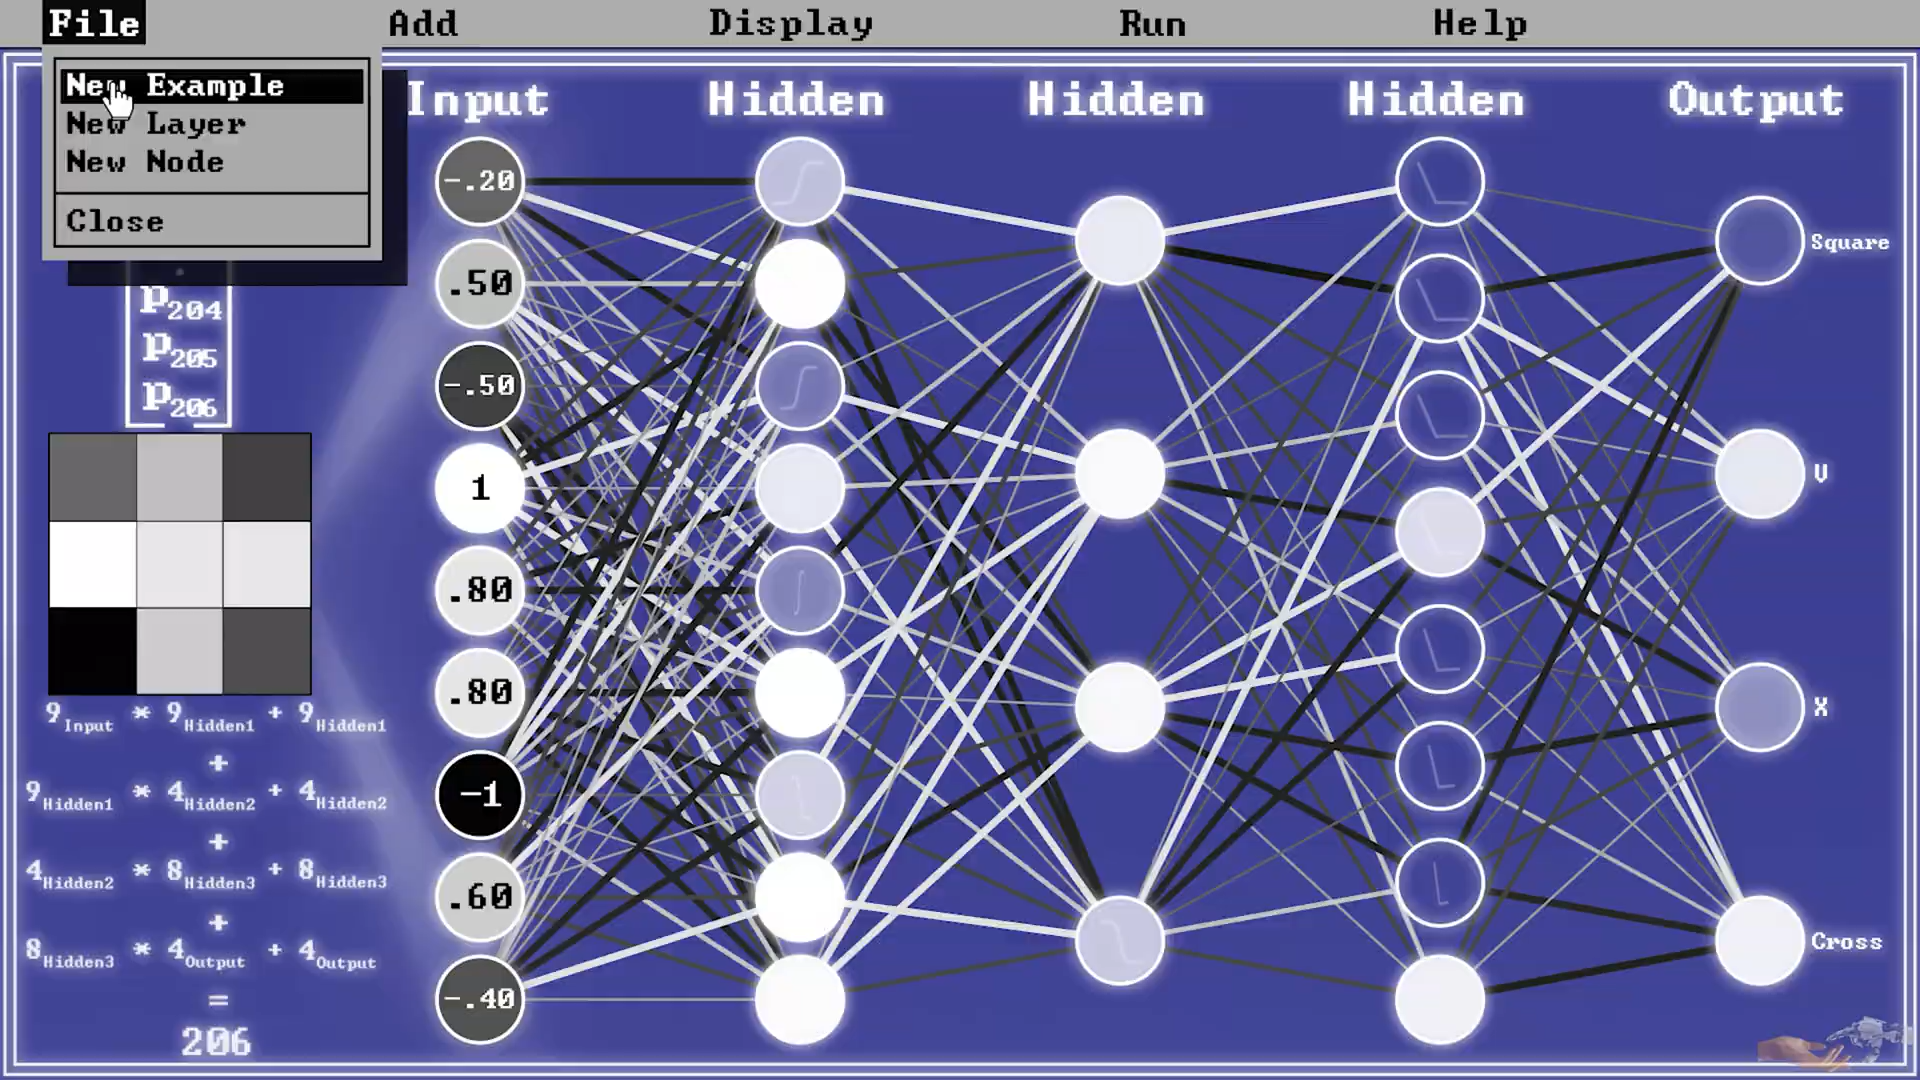 File Add Display Run Help
New Example
New Layer
New Node
Close
Input Hidden Hidden Hidden Output
P204
P205
P206
-.20
.50
-.50
1
.80
.80
-1
.60
-.40
Square
U
X
Cross
9Input * 9Hidden1 + 9Hidden1
+
9Hidden1 * 4Hidden2 + 4Hidden2
+
4Hidden2 * 8Hidden3 + 8Hidden3
+
8Hidden3 * 4Output + 4Output
=
206